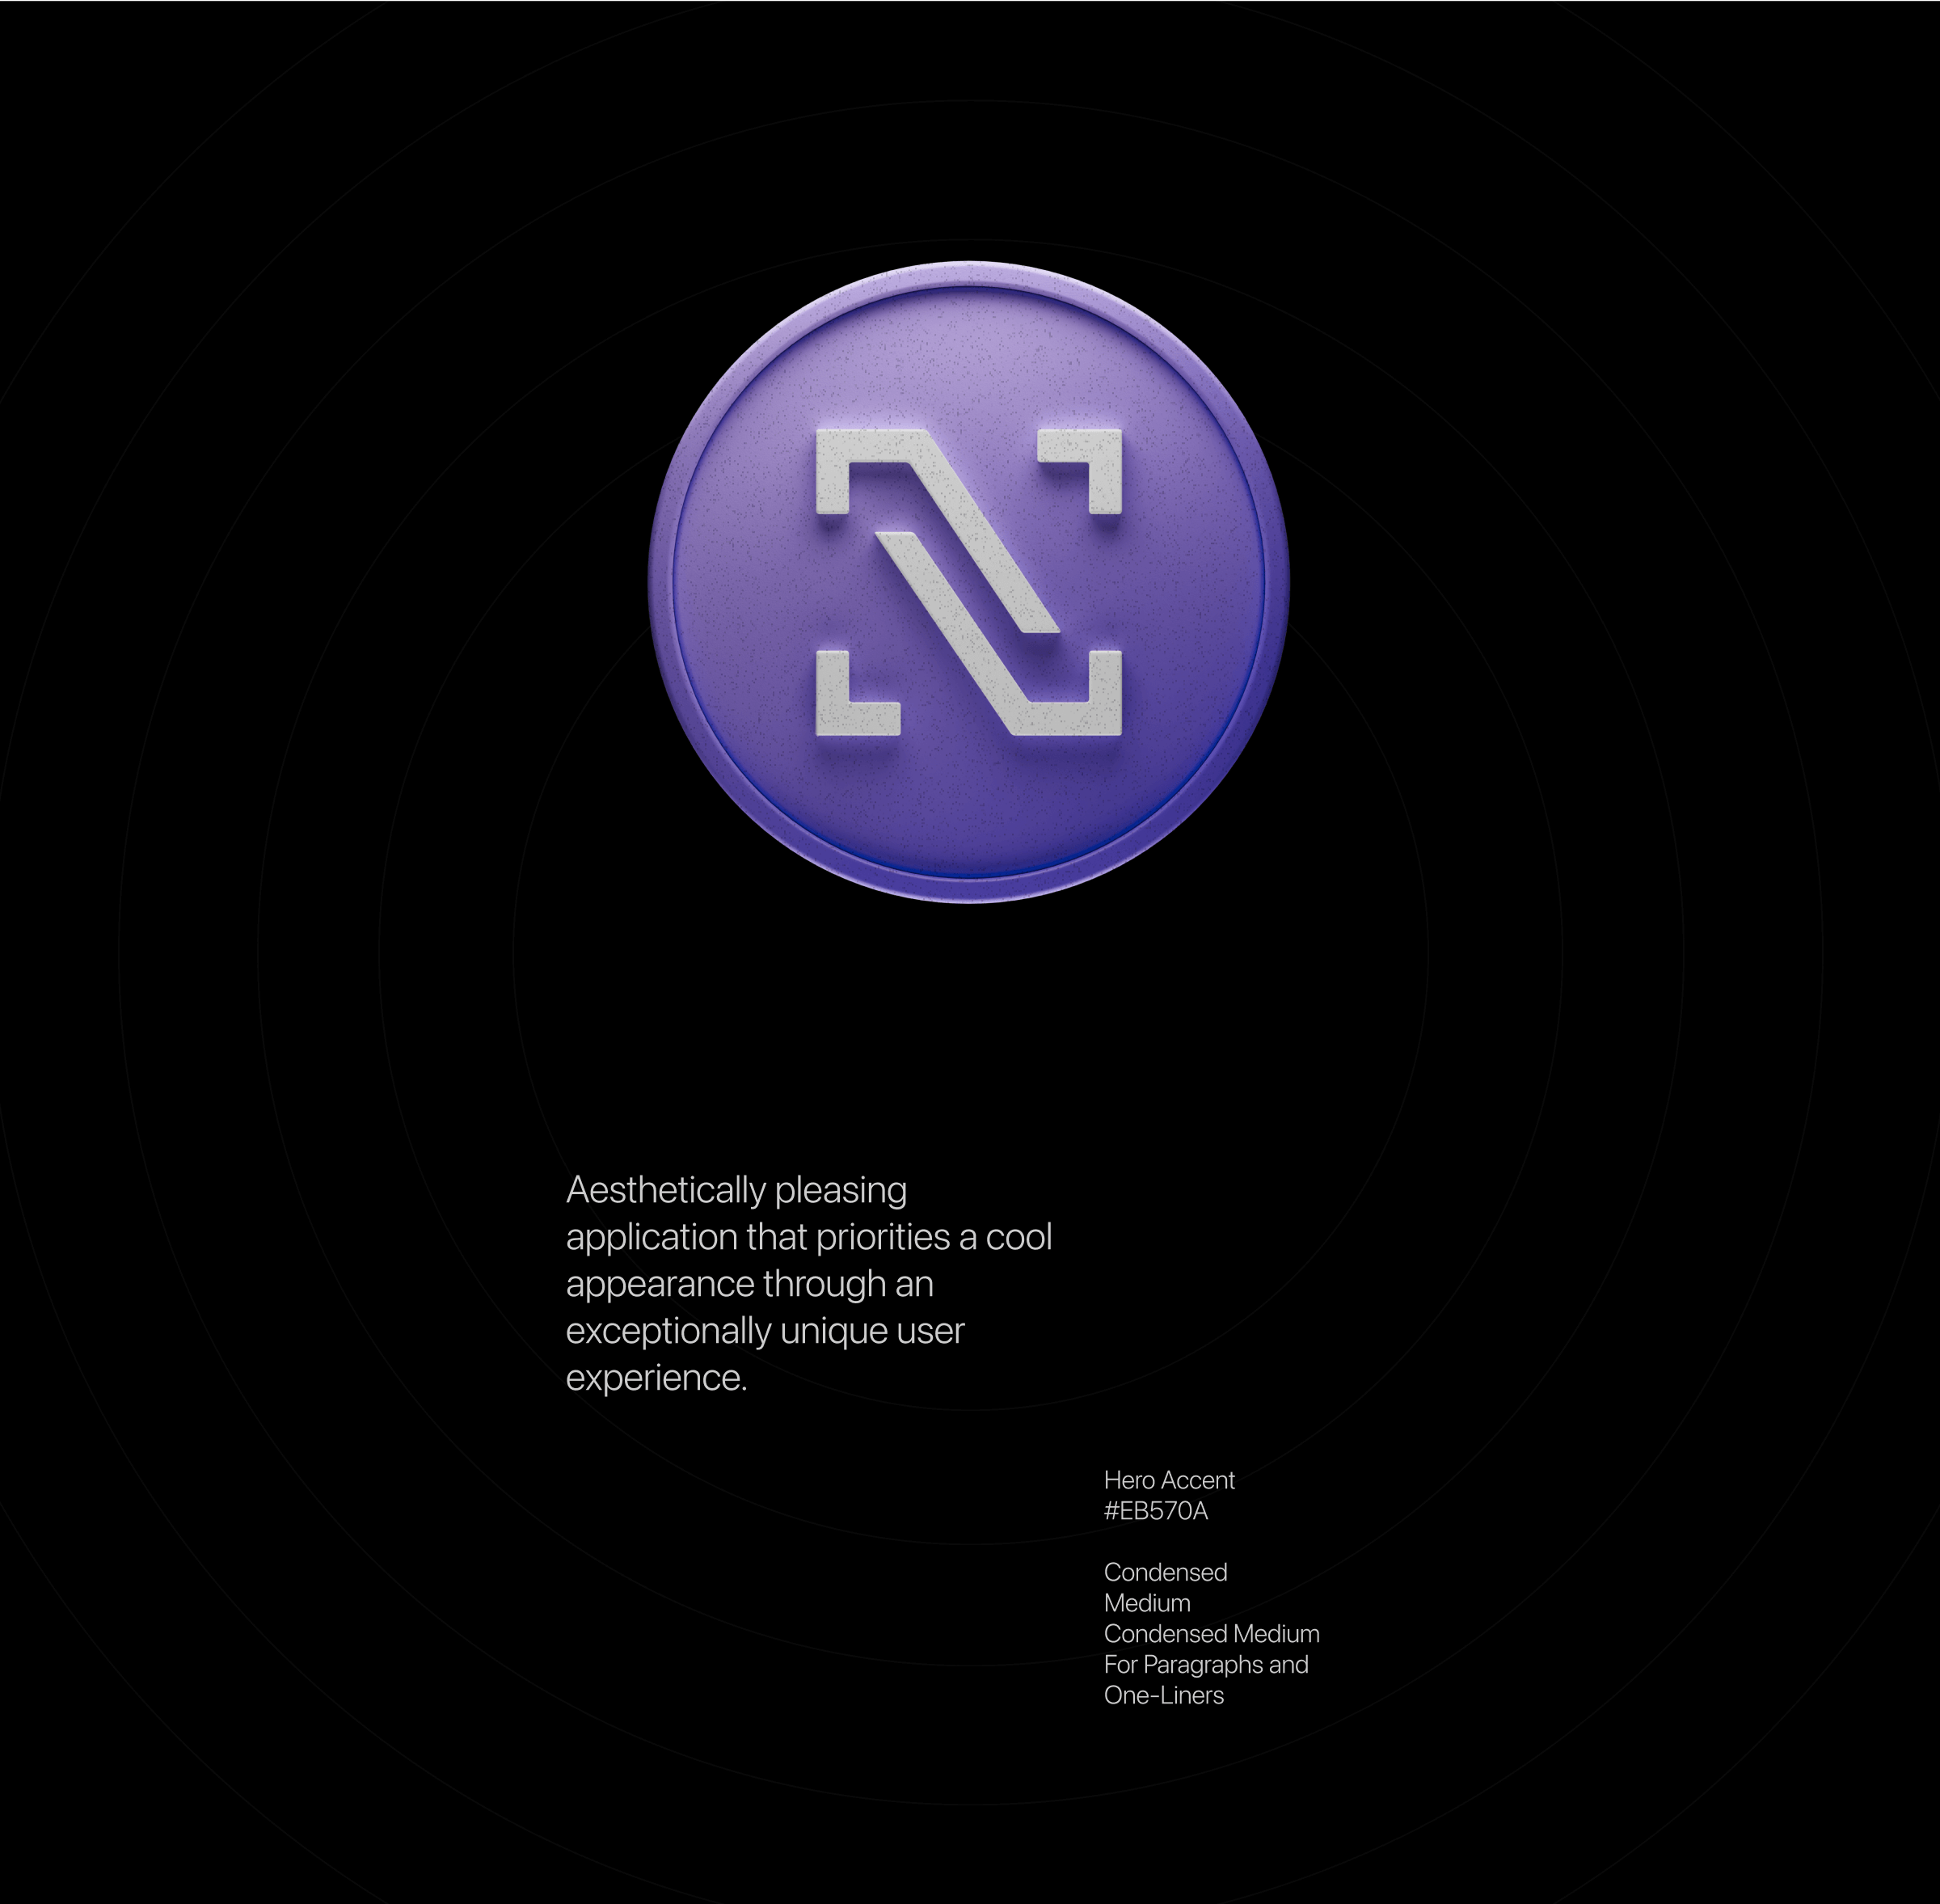 N
Aesthetically pleasing
application that priorities a cool
appearance through an
exceptionally unique user
experience.
Hero Accent
#EB570A
Condensed
Medium
Condensed Medium
For Paragraphs and
One-Liners